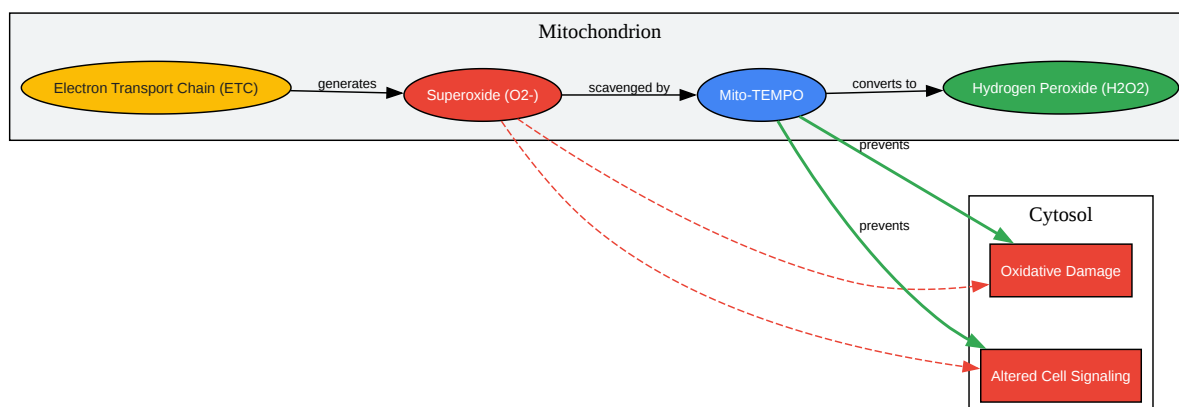 Mitochondrion
Electron Transport Chain (ETC)
generates
Superoxide (O2-)
scavenged by
Mito-TEMPO
converts to
Hydrogen Peroxide (H2O2)
prevents
prevents
Cytosol
Oxidative Damage
Altered Cell Signaling